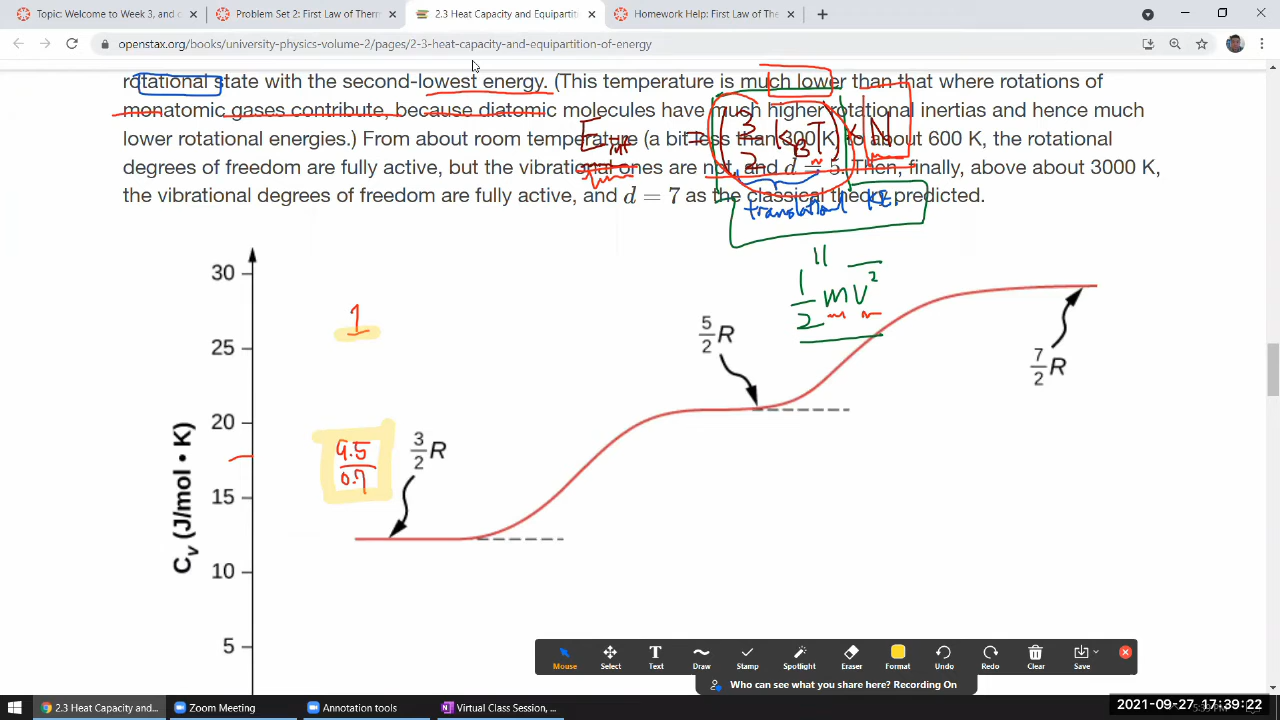 Topic: Welcome to Week 3, and
Problem Set 2: First Law of Therm
2.3 Heat Capacity and Equipartiti
Homework Help: First Law of The
openstax.org/books/university-physics-volume-2/pages/2-3-heat-capacity-and-equipartition-of-energy
rotational state with the second-lowest energy. (This temperature is much lower than that where rotations of
monatomic gases contribute, because diatomic molecules have much higher rotational inertias and hence much
lower rotational energies.) From about room temperature (a bit less than 300 K) to about 600 K, the rotational
degrees of freedom are fully active, but the vibrational ones are not, and d = 5. Then, finally, above about 3000 K,
the vibrational degrees of freedom are fully active, and d = 7 as the classical theory predicted.
= (3/2 k_B T) × N
translational KE
||
1/2 m v²
30
25
20
15
10
5
C_V (J/mol • K)
1
9.5
0.7
3/2 R
5/2 R
7/2 R
Mouse
Select
Text
Draw
Stamp
Spotlight
Eraser
Format
Undo
Redo
Clear
Save
Who can see what you share here? Recording On
2.3 Heat Capacity and...
Zoom Meeting
Annotation tools
Virtual Class Session, ...
2021-09-27 17:39:22